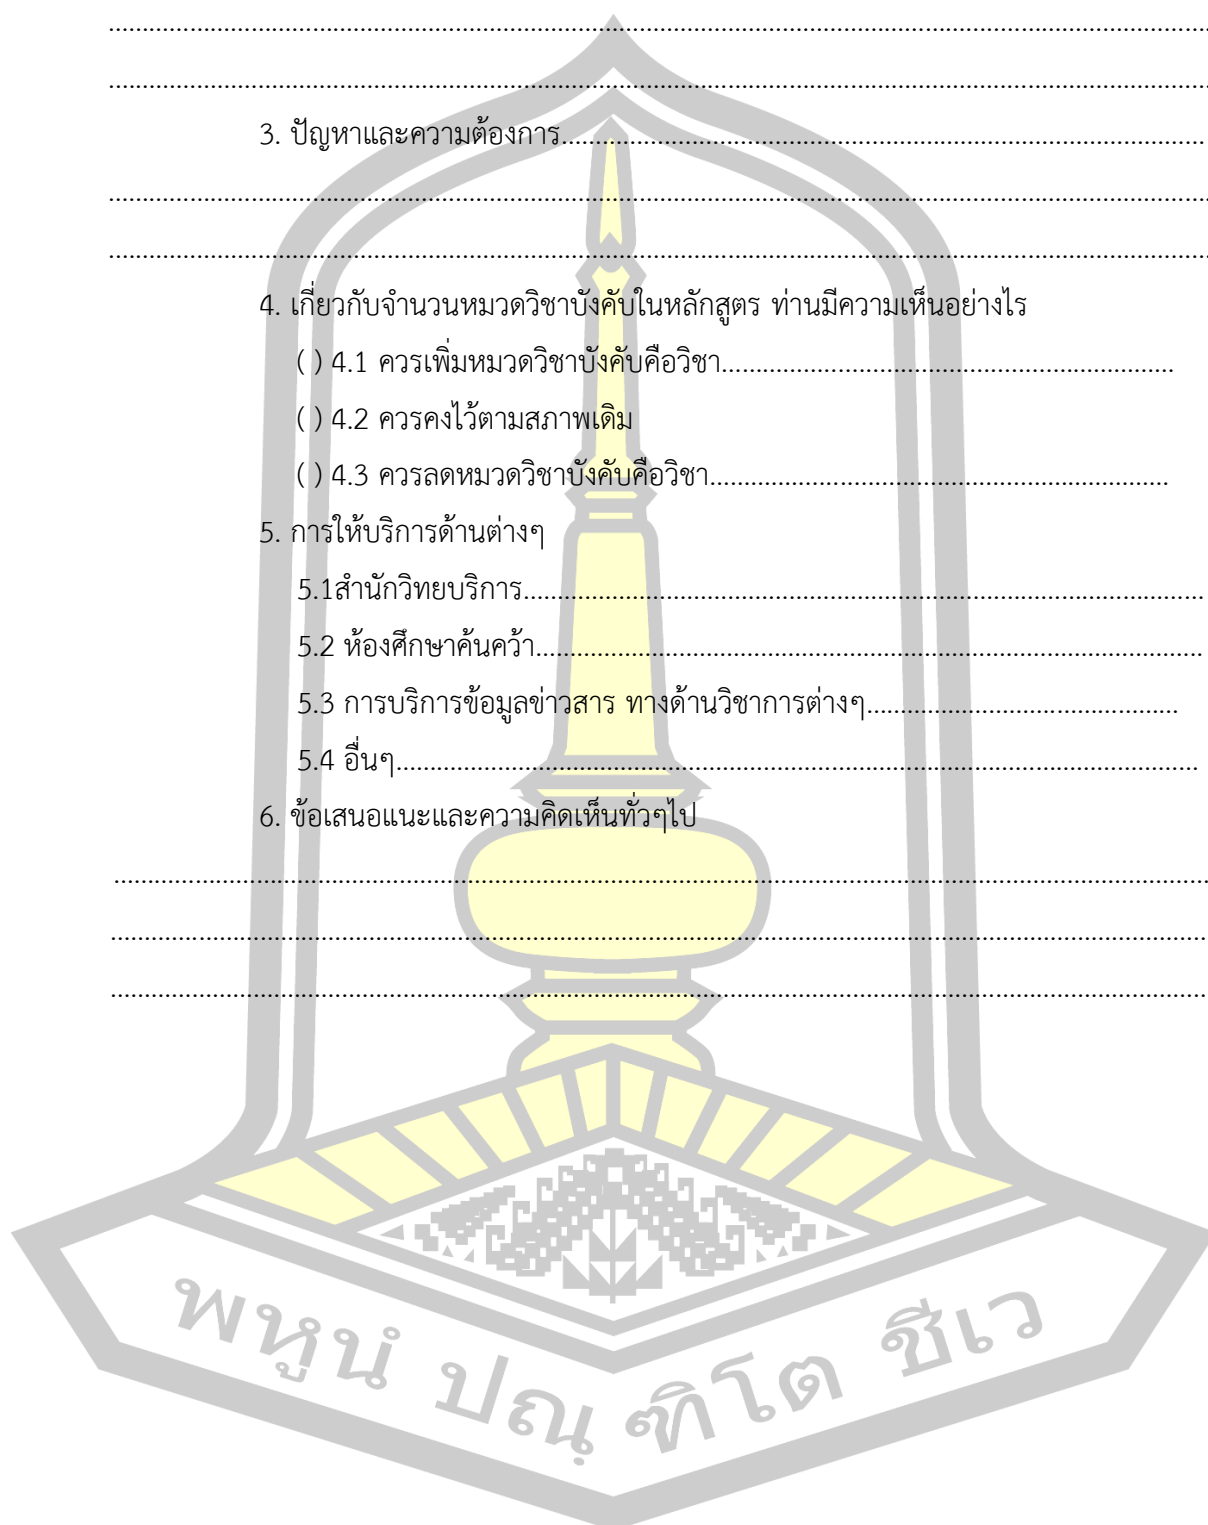 ................................................................................................................................................................
................................................................................................................................................................
3. ปัญหาและความต้องการ..............................................................................................
................................................................................................................................................................
................................................................................................................................................................
4. เกี่ยวกับจำนวนหมวดวิชาบังคับในหลักสูตร ท่านมีความเห็นอย่างไร
( ) 4.1 ควรเพิ่มหมวดวิชาบังคับคือวิชา..................................................................
( ) 4.2 ควรคงไว้ตามสภาพเดิม
( ) 4.3 ควรลดหมวดวิชาบังคับคือวิชา...................................................................
5. การให้บริการด้านต่างๆ
5.1สำนักวิทยบริการ...................................................................................................
5.2 ห้องศึกษาค้นคว้า.................................................................................................
5.3 การบริการข้อมูลข่าวสาร ทางด้านวิชาการต่างๆ.............................................
5.4 อื่นๆ.....................................................................................................................
6. ข้อเสนอแนะและความคิดเห็นทั่วๆไป
................................................................................................................................................................
................................................................................................................................................................
................................................................................................................................................................
พหูนํ ปณฺฑิโต ชีเว